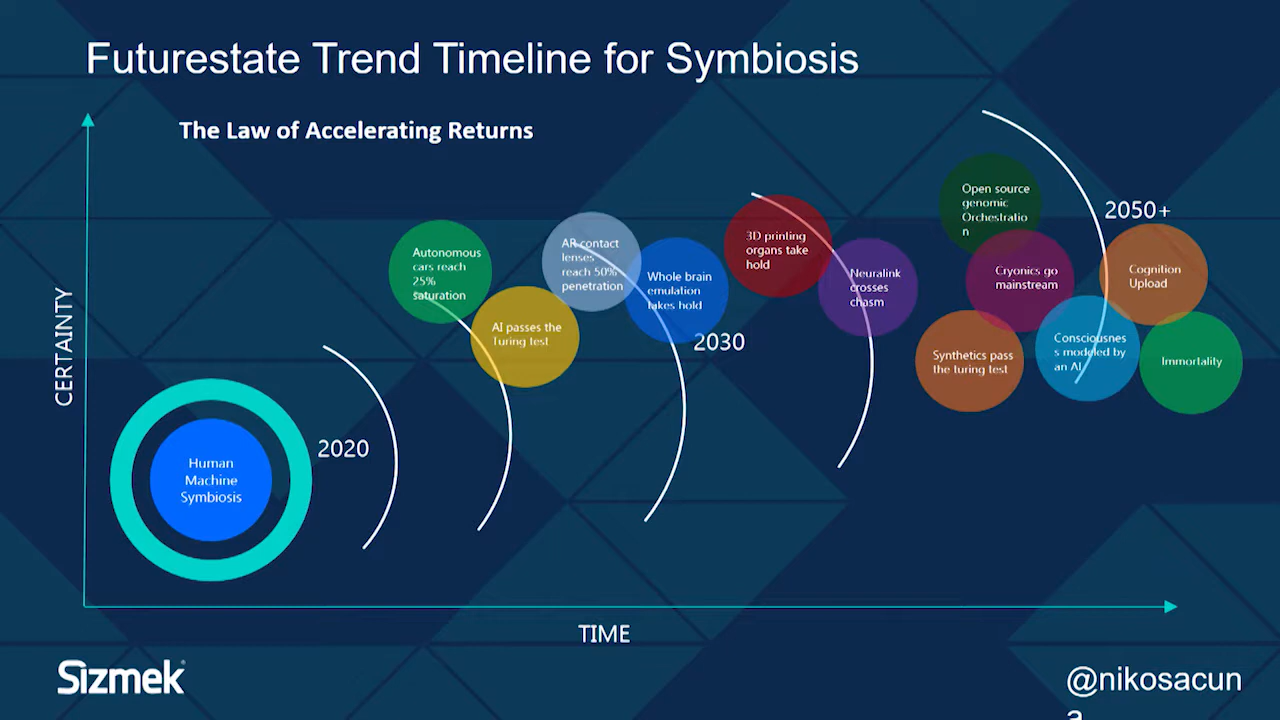 Futurestate Trend Timeline for Symbiosis
The Law of Accelerating Returns
CERTAINTY
Human
Machine
Symbiosis
2020
Autonomous
cars reach
25%
saturation
AI passes the
Turing test
AR contact
lenses
reach 50%
penetration
Whole brain
emulation
takes hold
2030
3D printing
organs take
hold
Neuralink
crosses
chasm
Open source
genomic
Orchestratio
n
2050+
Cryonics go
mainstream
Cognition
Upload
Synthetics pass
the turing test
Consciousnes
s modeled by
an AI
Immortality
TIME
Sizmek
@nikosacun
a